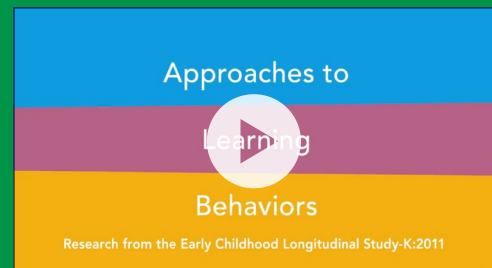 Approaches to
Learning
Behaviors
Research from the Early Childhood Longitudinal Study-K:2011